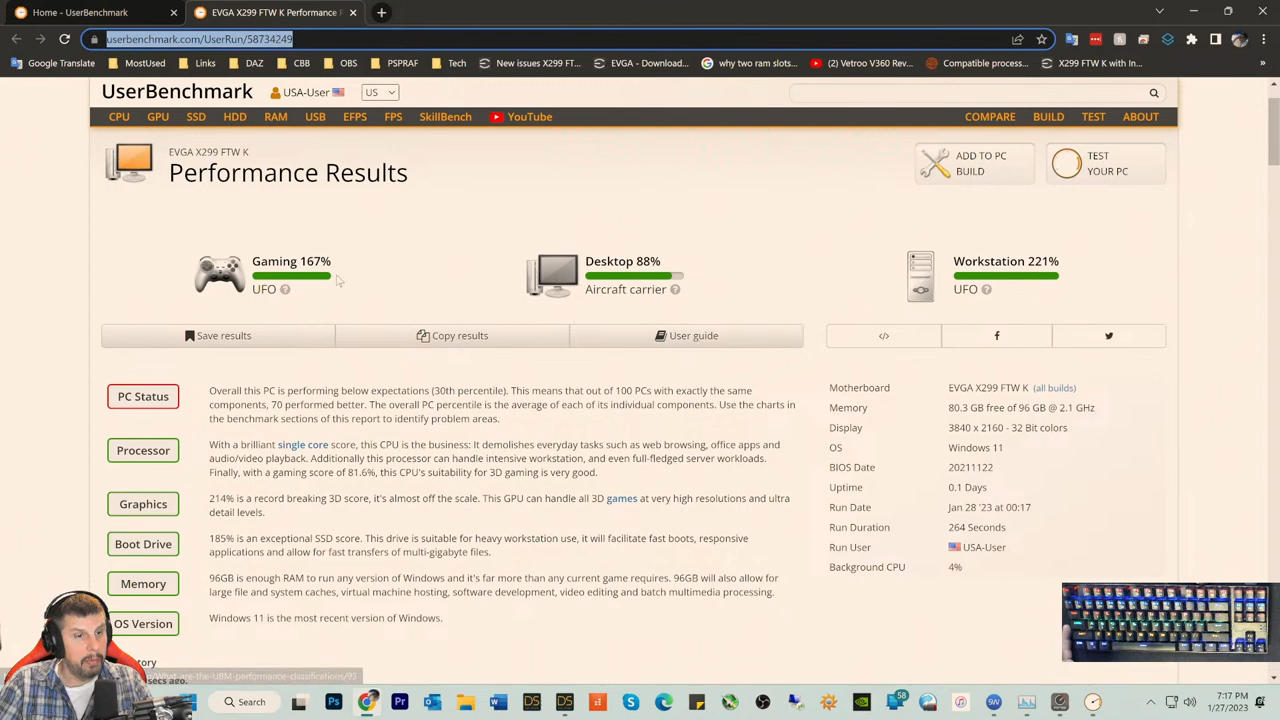 Home - UserBenchmark
EVGA X299 FTW K Performance R
userbenchmark.com/UserRun/58734249
Google Translate
MostUsed
Links
DAZ
CBB
OBS
PSPRAF
Tech
New issues X299 F...
EVGA - Download...
why two ram slots...
Vetroo V360 Rev...
Compatible process...
X299 FTW K with In...
UserBenchmark
USA-User
US
CPU
GPU
SSD
HDD
RAM
USB
EFPS
FPS
SkillBench
YouTube
COMPARE
BUILD
TEST
ABOUT
EVGA X299 FTW K
Performance Results
ADD TO PC
BUILD
TEST
YOUR PC
Gaming 167%
UFO
Desktop 88%
Aircraft carrier
Workstation 221%
UFO
Save results
Copy results
User guide
PC Status
Overall this PC is performing below expectations (30th percentile). This means that out of 100 PCs with exactly the same
components, 70 performed better. The overall PC percentile is the average of each of its individual components. Use the charts in
the benchmark sections of this report to identify problem areas.
Processor
With a brilliant single core score, this CPU is the business: It demolishes everyday tasks such as web browsing, office apps and
audio/video playback. Additionally this processor can handle intensive workstation, and even full-fledged server workloads.
Finally, with a gaming score of 81.6%, this CPU's suitability for 3D gaming is very good.
Graphics
214% is a record breaking 3D score, it's almost off the scale. This GPU can handle all 3D games at very high resolutions and ultra
detail levels.
Boot Drive
185% is an exceptional SSD score. This drive is suitable for heavy workstation use, it will facilitate fast boots, responsive
applications and allow for fast transfers of multi-gigabyte files.
Memory
96GB is enough RAM to run any version of Windows and it's far more than any current game requires. 96GB will also allow for
large file and system caches, virtual machine hosting, software development, video editing and batch multimedia processing.
OS Version
Windows 11 is the most recent version of Windows.
Motherboard EVGA X299 FTW K (all builds)
Memory 80.3 GB free of 96 GB @ 2.1 GHz
Display 3840 x 2160 - 32 Bit colors
OS Windows 11
BIOS Date 20211122
Uptime 0.1 Days
Run Date Jan 28 '23 at 00:17
Run Duration 264 Seconds
Run User USA-User
Background CPU 4%
/What-are-the-UBM-performance-classifications/93
secs ago.
Search
58
7:17 PM
1/27/2023